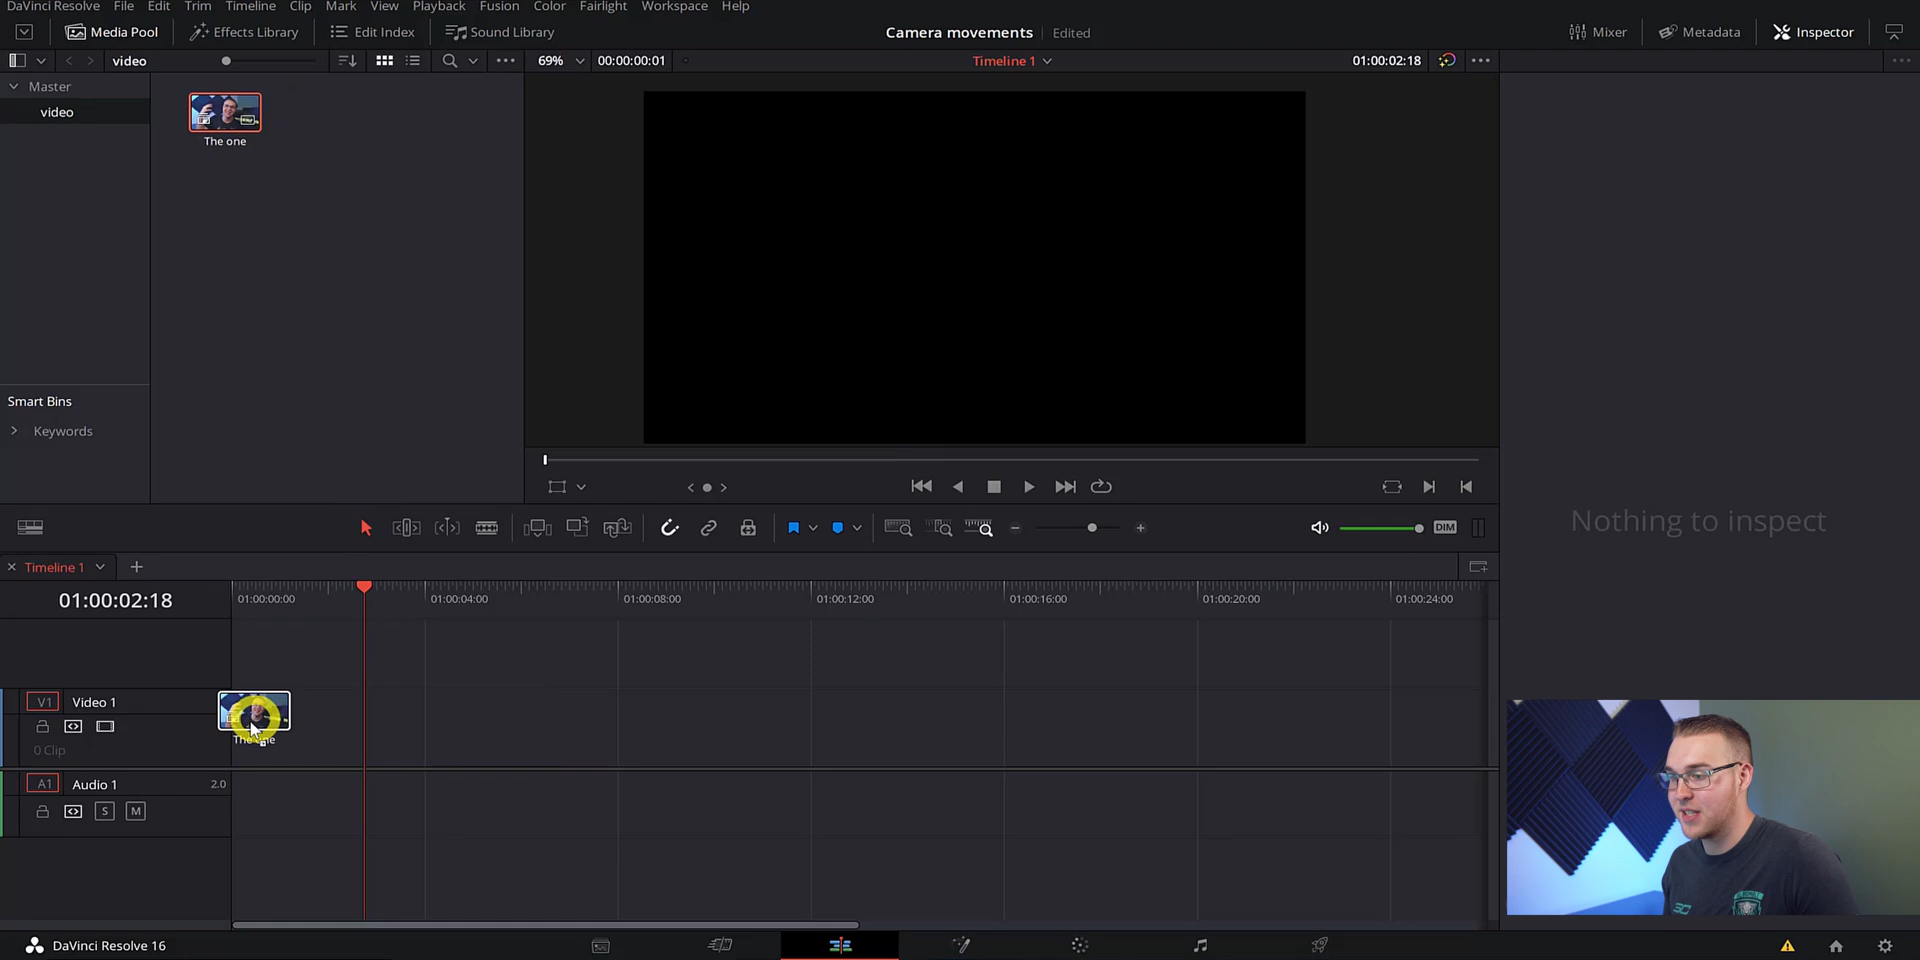 DaVinci Resolve File Edit Trim Timeline Clip Mark View Playback Fusion Color Fairlight Workspace Help
Media Pool Effects Library Edit Index Sound Library Camera movements Edited Mixer Metadata Inspector
video 69% 00:00:00:01 Timeline 1 01:00:02:18
Master
video
The one
Smart Bins
Keywords
Nothing to inspect
DIM
Timeline 1
01:00:02:18 01:00:00:00 01:00:04:00 01:00:08:00 01:00:12:00 01:00:16:00 01:00:20:00 01:00:24:00
V1 Video 1
0 Clip
A1 Audio 1 2.0
S M
DaVinci Resolve 16